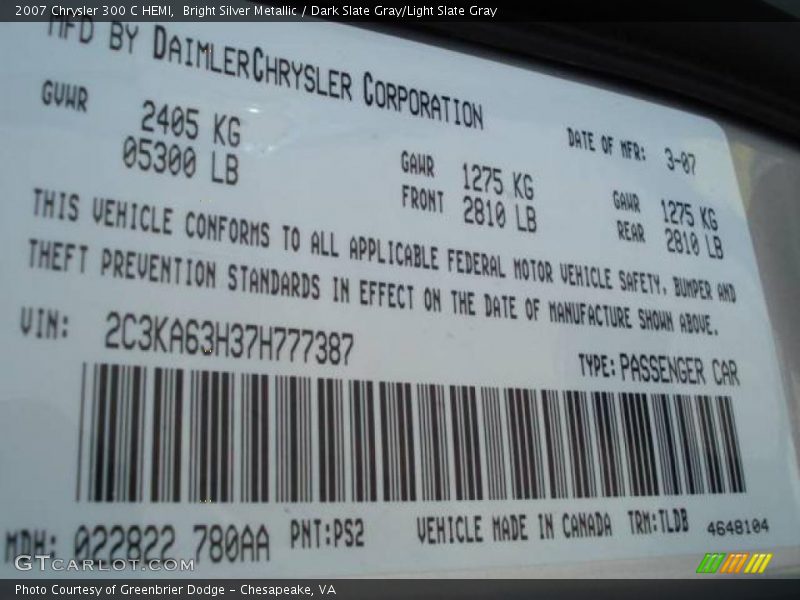 2007 Chrysler 300 C HEMI, Bright Silver Metallic / Dark Slate Gray/Light Slate Gray
MFD BY DAIMLERCHRYSLER CORPORATION
DATE OF MFR: 3-07
GVWR 2405 KG
05300 LB
GAWR 1275 KG
FRONT 2810 LB
GAWR 1275 KG
REAR 2810 LB
THIS VEHICLE CONFORMS TO ALL APPLICABLE FEDERAL MOTOR VEHICLE SAFETY, BUMPER AND
THEFT PREVENTION STANDARDS IN EFFECT ON THE DATE OF MANUFACTURE SHOWN ABOVE.
VIN: 2C3KA63H37H777387
TYPE: PASSENGER CAR
MDH: 022822 780AA PNT:PS2 VEHICLE MADE IN CANADA TRM:TLDB 4648104
GTCARLOT.COM
Photo Courtesy of Greenbrier Dodge – Chesapeake, VA